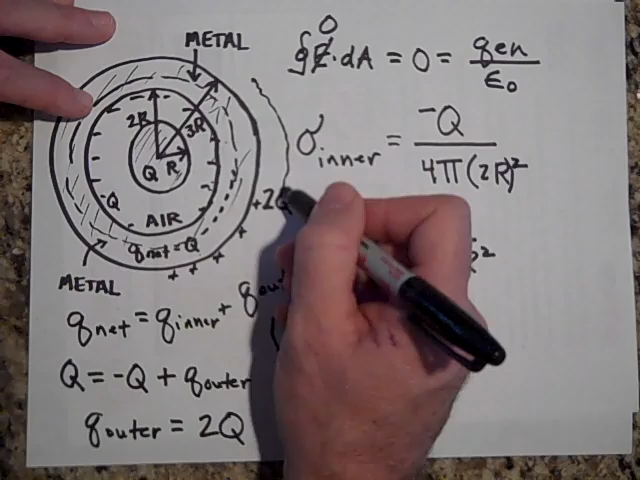 METAL
2R
3R
Q R
-Q
AIR
qnet = Q
+2Q
METAL
∮E·dA = 0 = qen/ε₀
0
σinner = -Q / 4π(2R)²
qnet = qinner +
Q = -Q + qouter
qouter = 2Q